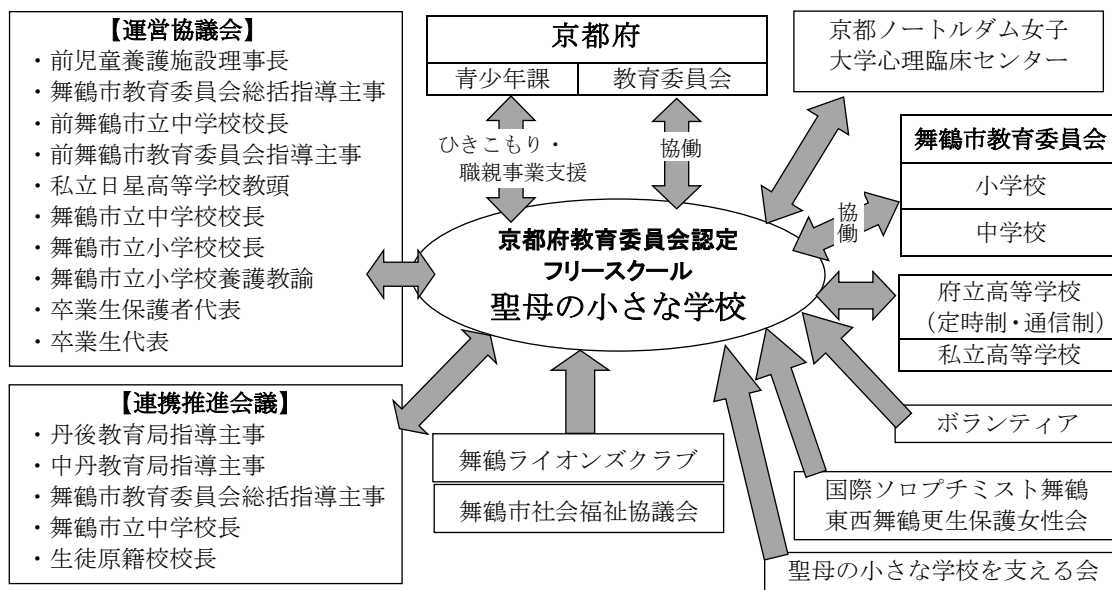 【運営協議会】
・前児童養護施設理事長
・舞鶴市教育委員会総括指導主事
・前舞鶴市立中学校校長
・前舞鶴市教育委員会指導主事
・私立日星高等学校教頭
・舞鶴市立中学校校長
・舞鶴市立小学校校長
・舞鶴市立小学校養護教諭
・卒業生保護者代表
・卒業生代表
【連携推進会議】
・丹後教育局指導主事
・中丹教育局指導主事
・舞鶴市教育委員会総括指導主事
・舞鶴市立中学校長
・生徒原籍校校長
京都府
青少年課
教育委員会
ひきこもり・
職親事業支援
協働
京都ノートルダム女子
大学心理臨床センター
舞鶴市教育委員会
小学校
中学校
協働
京都府教育委員会認定
フリースクール
聖母の小さな学校
府立高等学校
（定時制・通信制）
私立高等学校
ボランティア
舞鶴ライオンズクラブ
舞鶴市社会福祉協議会
国際ソロプチミスト舞鶴
東西舞鶴更生保護女性会
聖母の小さな学校を支える会